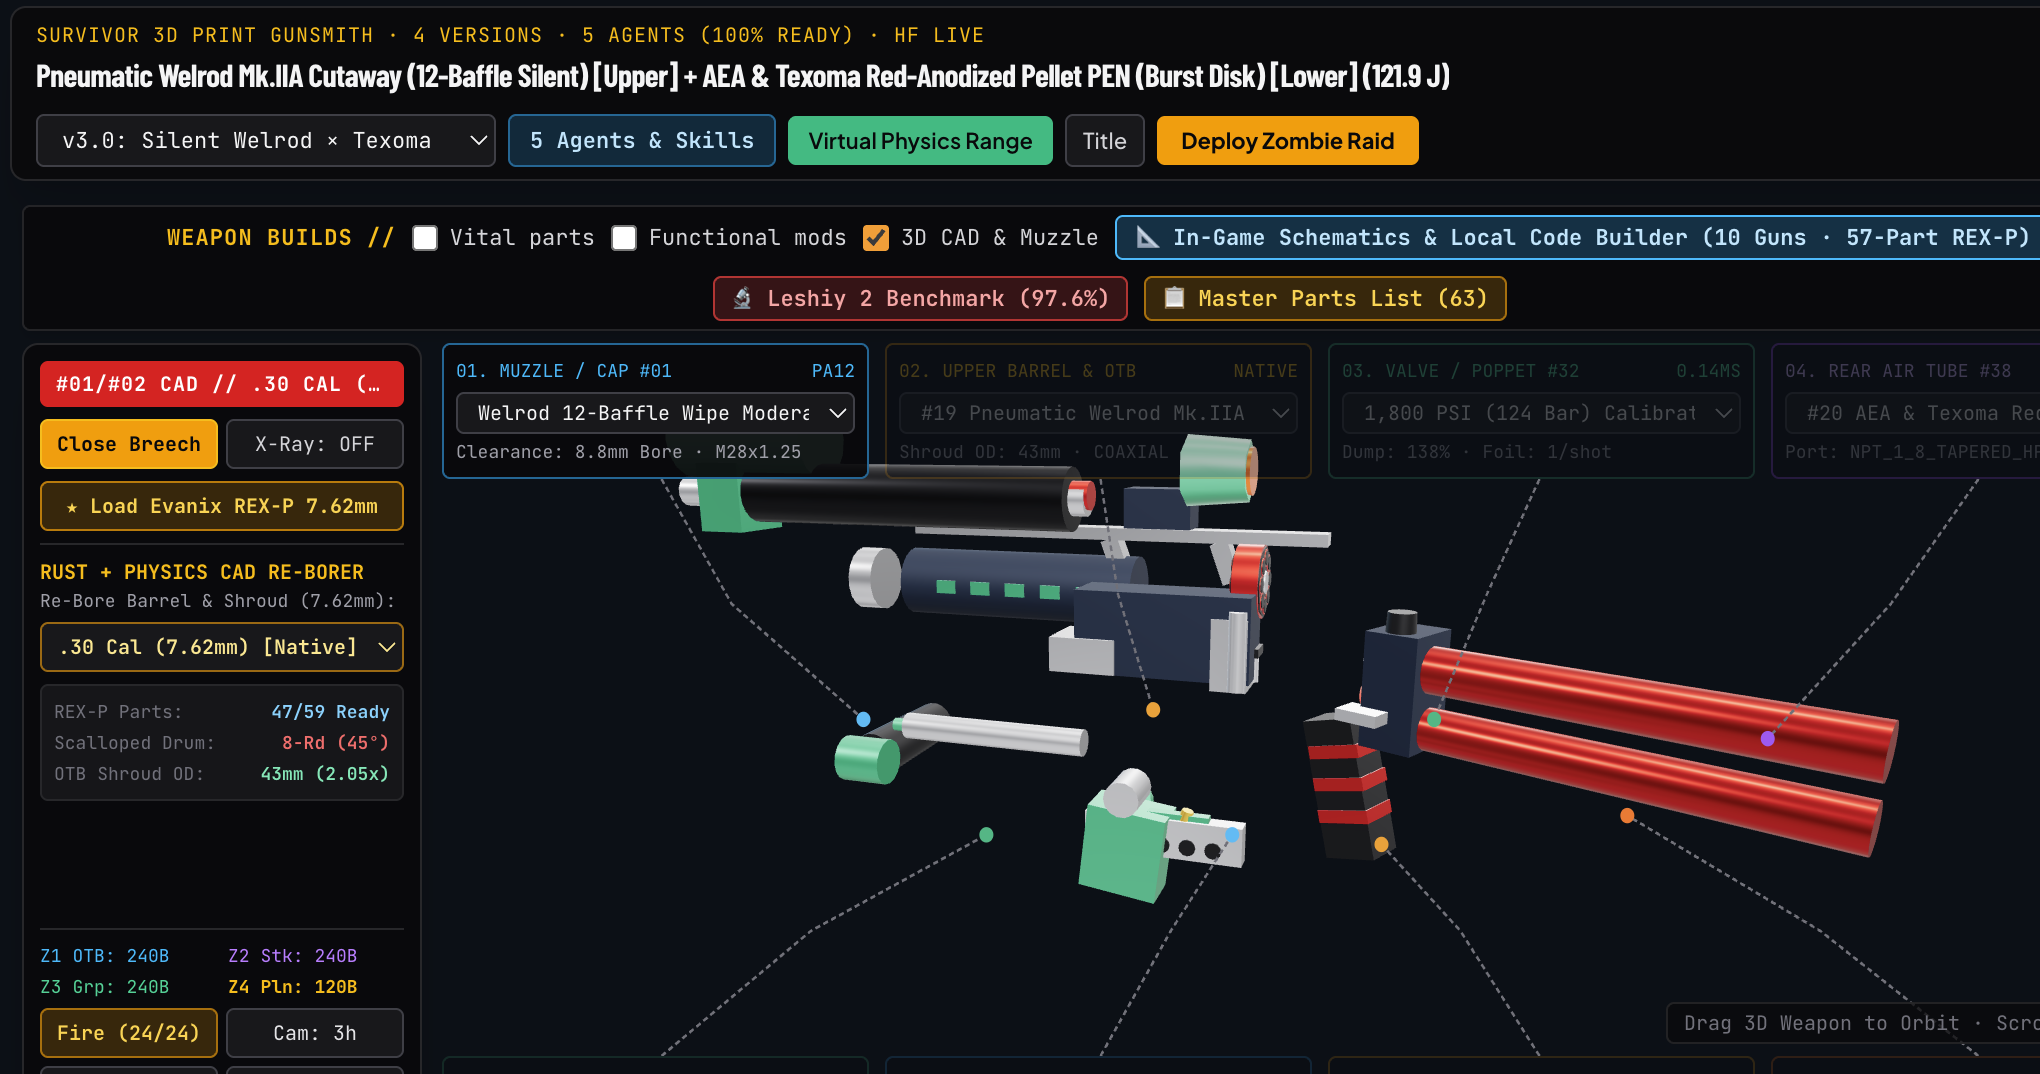 SURVIVOR 3D PRINT GUNSMITH · 4 VERSIONS · 5 AGENTS (100% READY) · HF LIVE
Pneumatic Welrod Mk.IIA Cutaway (12-Baffle Silent) [Upper] + AEA & Texoma Red-Anodized Pellet PEN (Burst Disk) [Lower] (121.9 J)
v3.0: Silent Welrod × Texoma
5 Agents & Skills
Virtual Physics Range
Title
Deploy Zombie Raid
WEAPON BUILDS //
Vital parts
Functional mods
3D CAD & Muzzle
In-Game Schematics & Local Code Builder (10 Guns · 57-Part REX-P)
Leshiy 2 Benchmark (97.6%)
Master Parts List (63)
#01/#02 CAD // .30 CAL (…
Close Breech
X-Ray: OFF
★ Load Evanix REX-P 7.62mm
RUST + PHYSICS CAD RE-BORER
Re-Bore Barrel & Shroud (7.62mm):
.30 Cal (7.62mm) [Native]
REX-P Parts: 47/59 Ready
Scalloped Drum: 8-Rd (45°)
OTB Shroud OD: 43mm (2.05x)
Z1 OTB: 240B
Z2 Stk: 240B
Z3 Grp: 240B
Z4 Pln: 120B
Fire (24/24)
Cam: 3h
01. MUZZLE / CAP #01 PA12
Welrod 12-Baffle Wipe Modera
Clearance: 8.8mm Bore · M28x1.25
02. UPPER BARREL & OTB NATIVE
#19 Pneumatic Welrod Mk.IIA
Shroud OD: 43mm · COAXIAL
03. VALVE / POPPET #32 0.14MS
1,800 PSI (124 Bar) Calibrat
Dump: 138% · Foil: 1/shot
04. REAR AIR TUBE #38
#20 AEA & Texoma Red
Port: NPT_1_8_TAPERED_HP
Drag 3D Weapon to Orbit · Scro